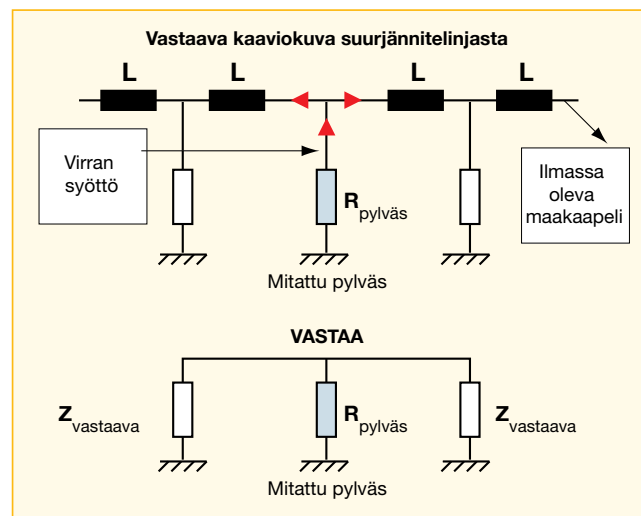 Vastaava kaaviokuva suurjännitelinjasta
L L L L
Virran
syöttö
R pylväs
Ilmassa
oleva
maakaapeli
Mitattu pylväs
VASTAA
Z vastaava R pylväs Z vastaava
Mitattu pylväs